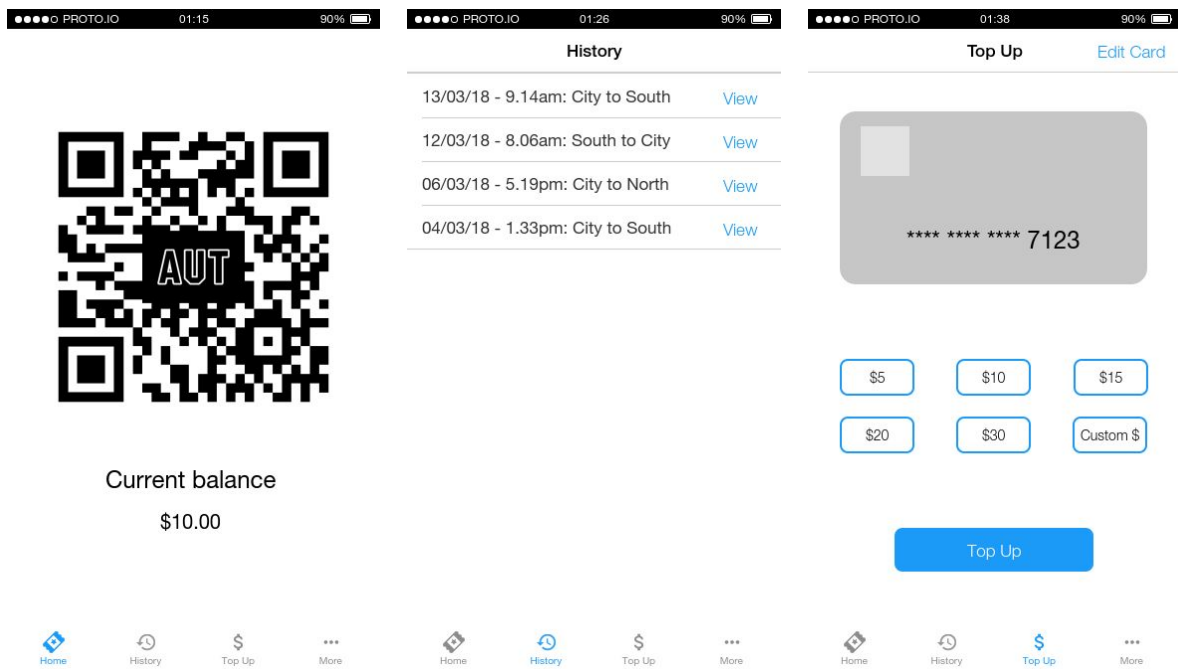 PROTO.IO 01:15 90%
AUT
Current balance
$10.00
Home History Top Up More
PROTO.IO 01:26 90%
History
13/03/18 - 9.14am: City to South View
12/03/18 - 8.06am: South to City View
06/03/18 - 5.19pm: City to North View
04/03/18 - 1.33pm: City to South View
Home History Top Up More
PROTO.IO 01:38 90%
Top Up Edit Card
**** **** **** 7123
$5 $10 $15
$20 $30 Custom $
Top Up
Home History Top Up More